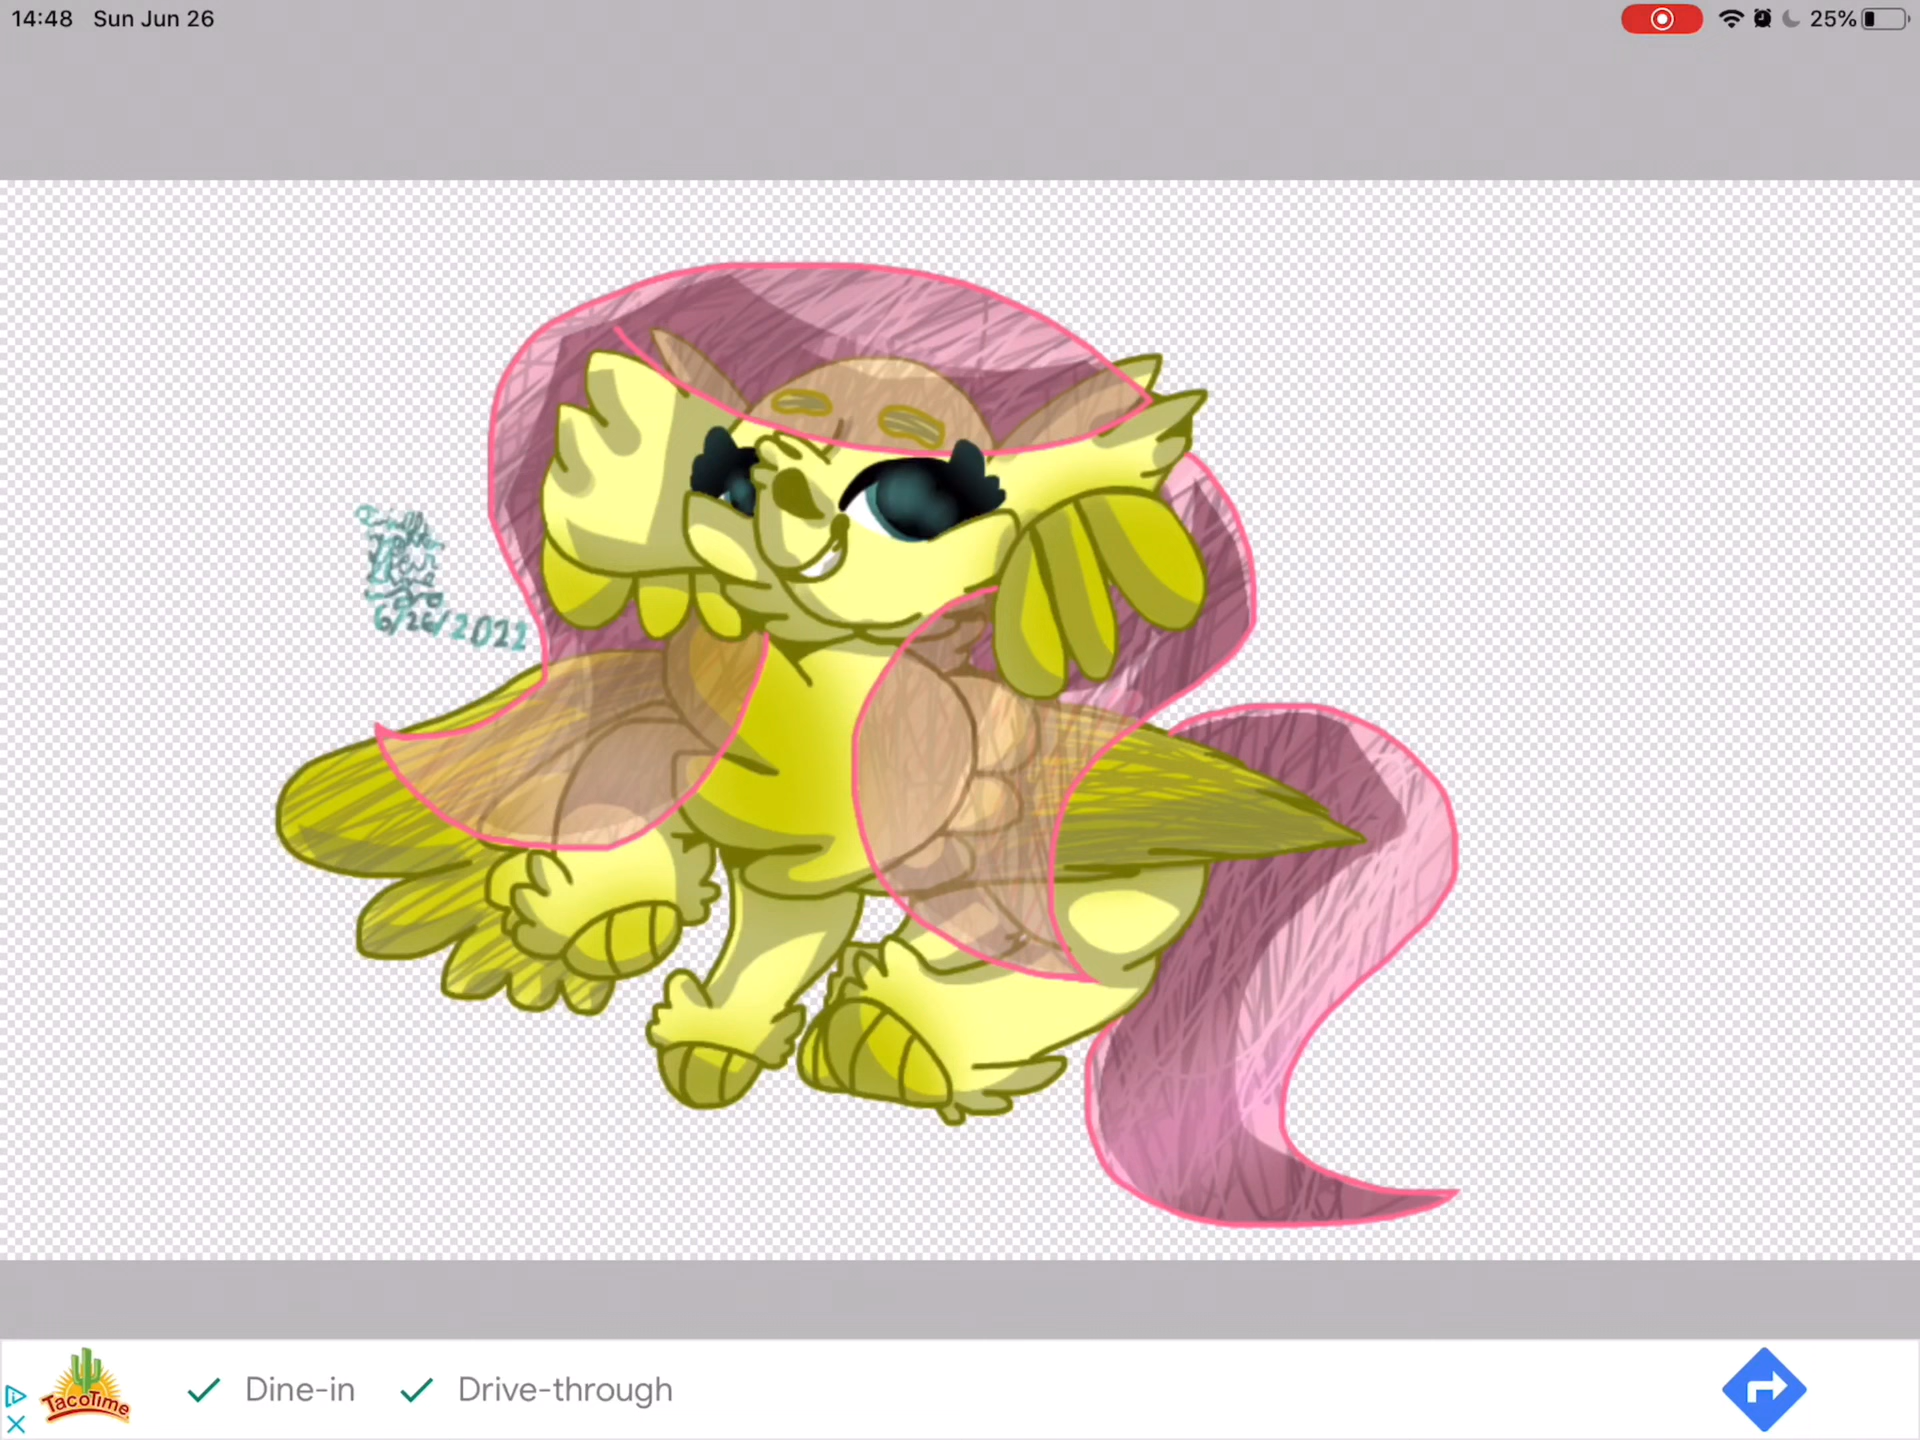 14:48 Sun Jun 26
25%
6/26/2022
TacoTime
Dine-in
Drive-through